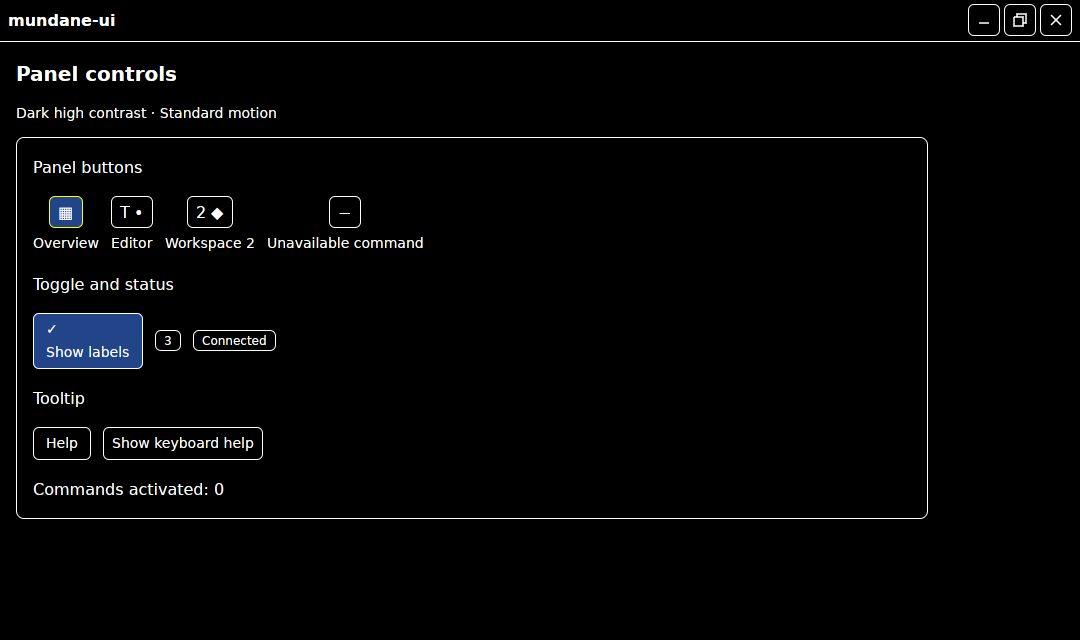 mundane-ui
Panel controls
Dark high contrast · Standard motion
Panel buttons
▦ T • 2 ◆ –
Overview Editor Workspace 2 Unavailable command
Toggle and status
✓
Show labels 3 Connected
Tooltip
Help Show keyboard help
Commands activated: 0